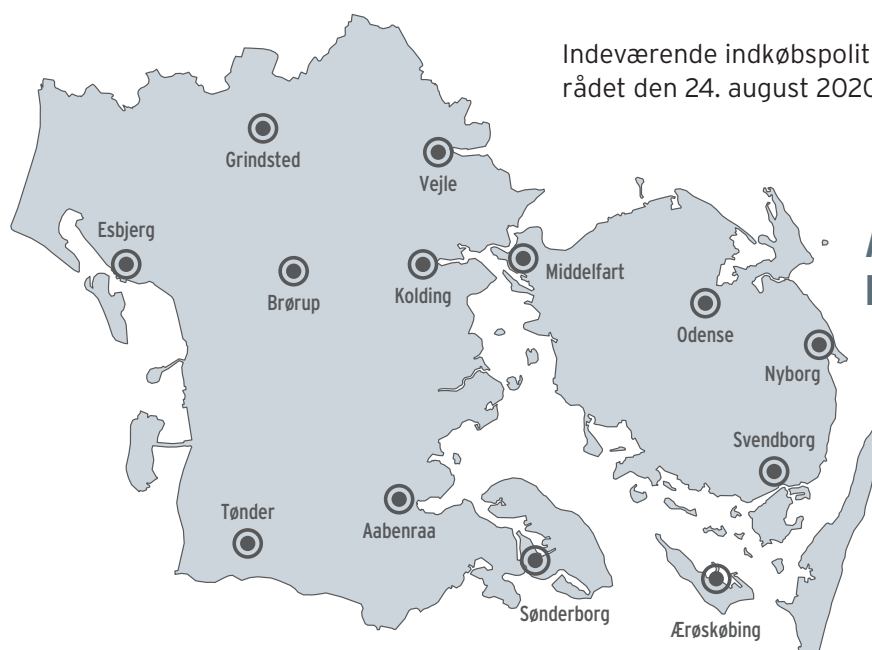 Indeværende indkøbspolit
rådet den 24. august 2020
Grindsted
Vejle
Esbjerg
Brørup
Kolding
Middelfart
Odense
Nyborg
Svendborg
Tønder
Aabenraa
Sønderborg
Ærøskøbing